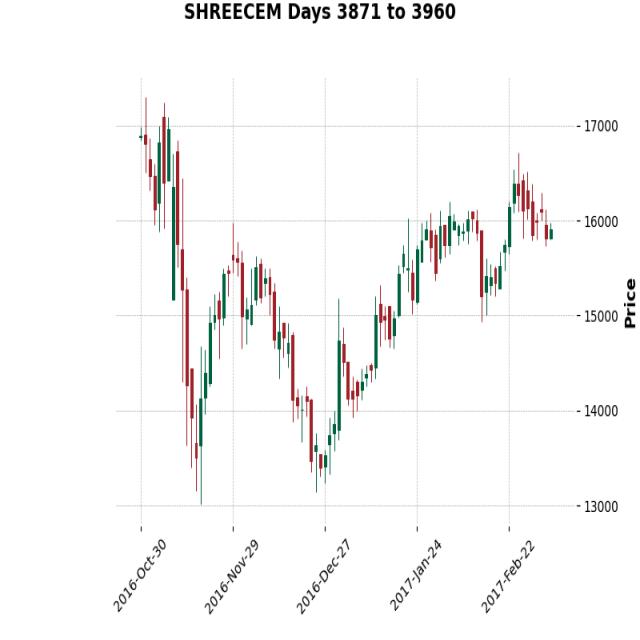 SHREECEM Days 3871 to 3960
17000
16000
15000
14000
13000
Price
2016-Oct-30
2016-Nov-29
2016-Dec-27
2017-Jan-24
2017-Feb-22